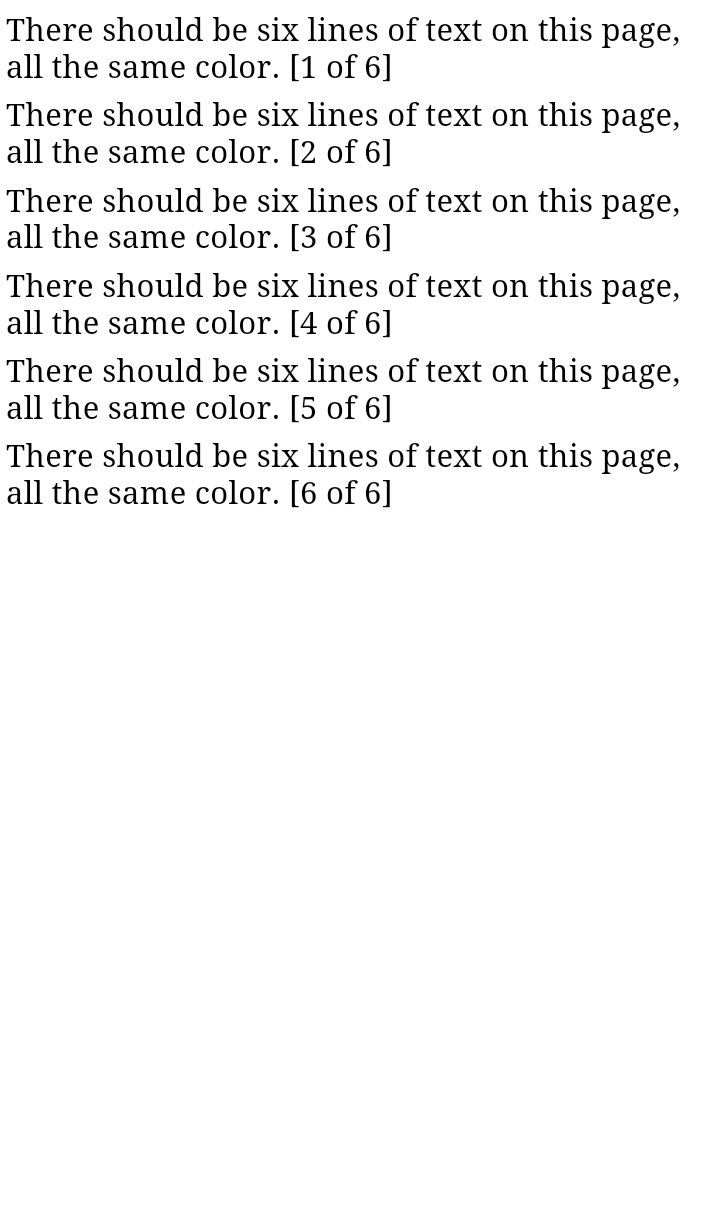 There should be six lines of text on this page,
all the same color. [1 of 6]
There should be six lines of text on this page,
all the same color. [2 of 6]
There should be six lines of text on this page,
all the same color. [3 of 6]
There should be six lines of text on this page,
all the same color. [4 of 6]
There should be six lines of text on this page,
all the same color. [5 of 6]
There should be six lines of text on this page,
all the same color. [6 of 6]